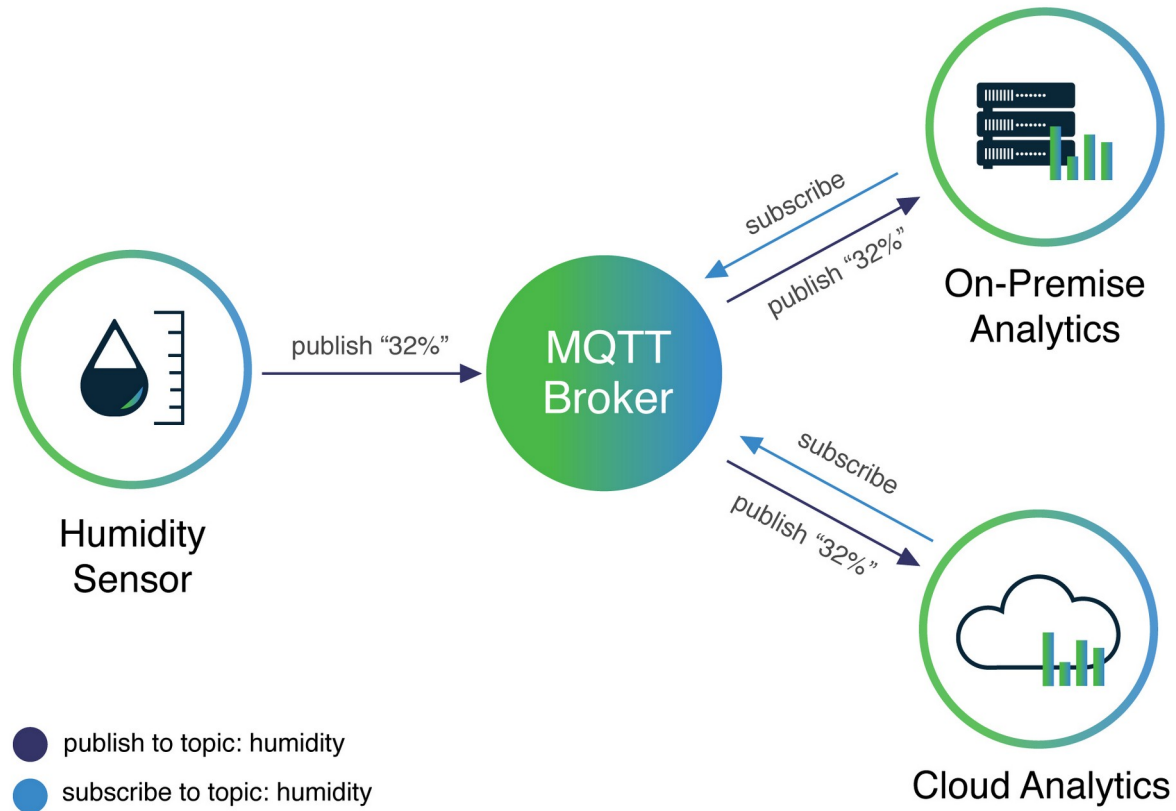 subscribe
publish “32%”
On-Premise
Analytics
publish “32%”
MQTT
Broker
Humidity
Sensor
subscribe
publish “32%”
publish to topic: humidity
subscribe to topic: humidity
Cloud Analytics